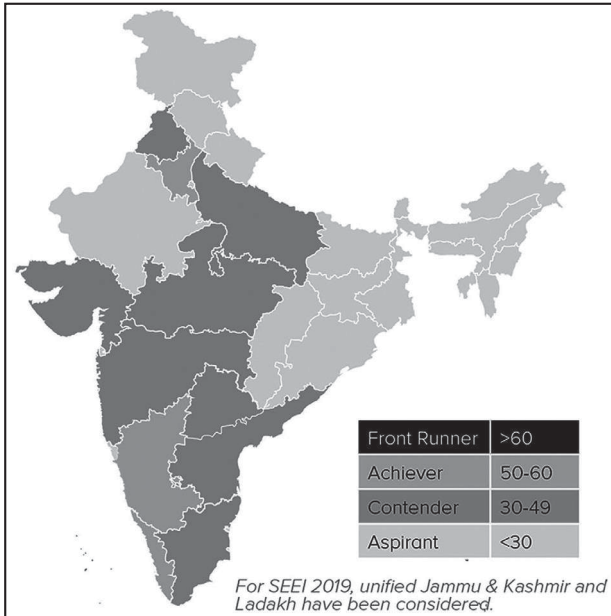 Front Runner >60
Achiever 50-60
Contender 30-49
Aspirant <30
For SEEI 2019, unified Jammu & Kashmir and
Ladakh have been considered.